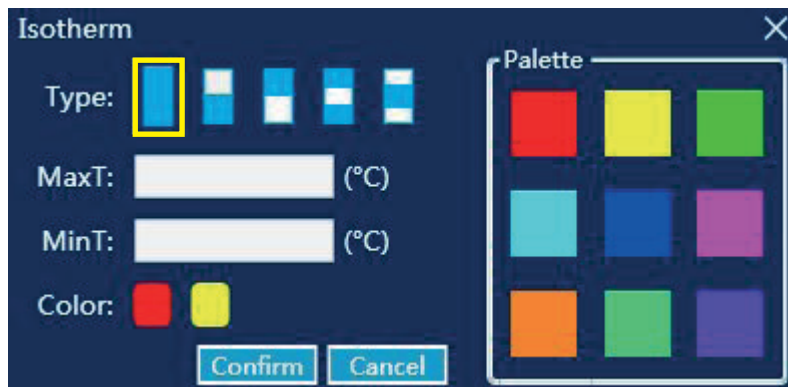 Isotherm
Palette
Type:
MaxT: (°C)
MinT: (°C)
Color:
Confirm Cancel